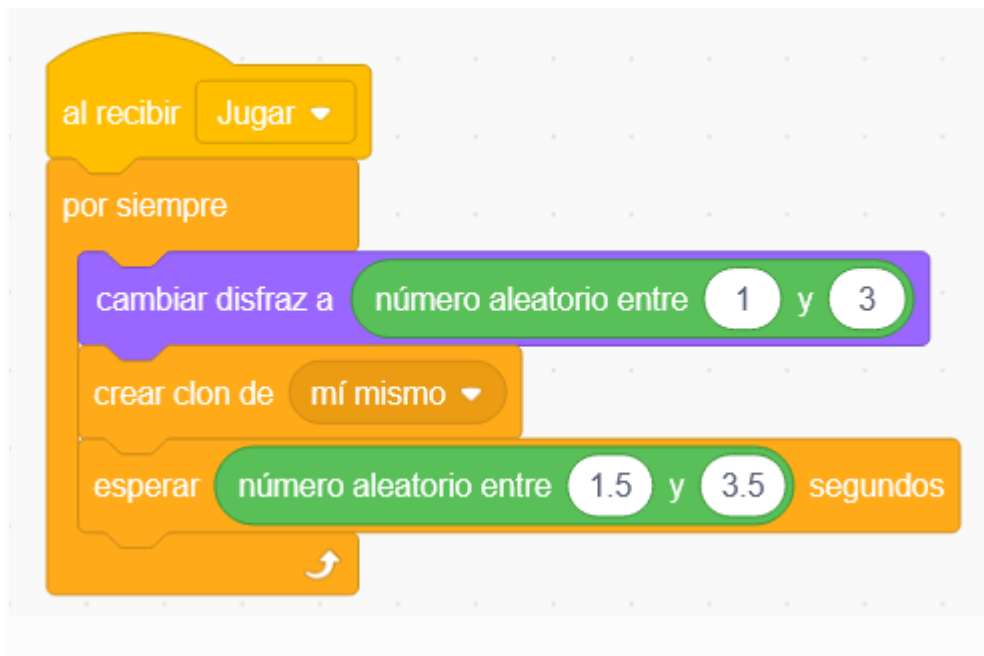 al recibir Jugar
por siempre
cambiar disfraz a número aleatorio entre 1 y 3
crear clon de mí mismo
esperar número aleatorio entre 1.5 y 3.5 segundos